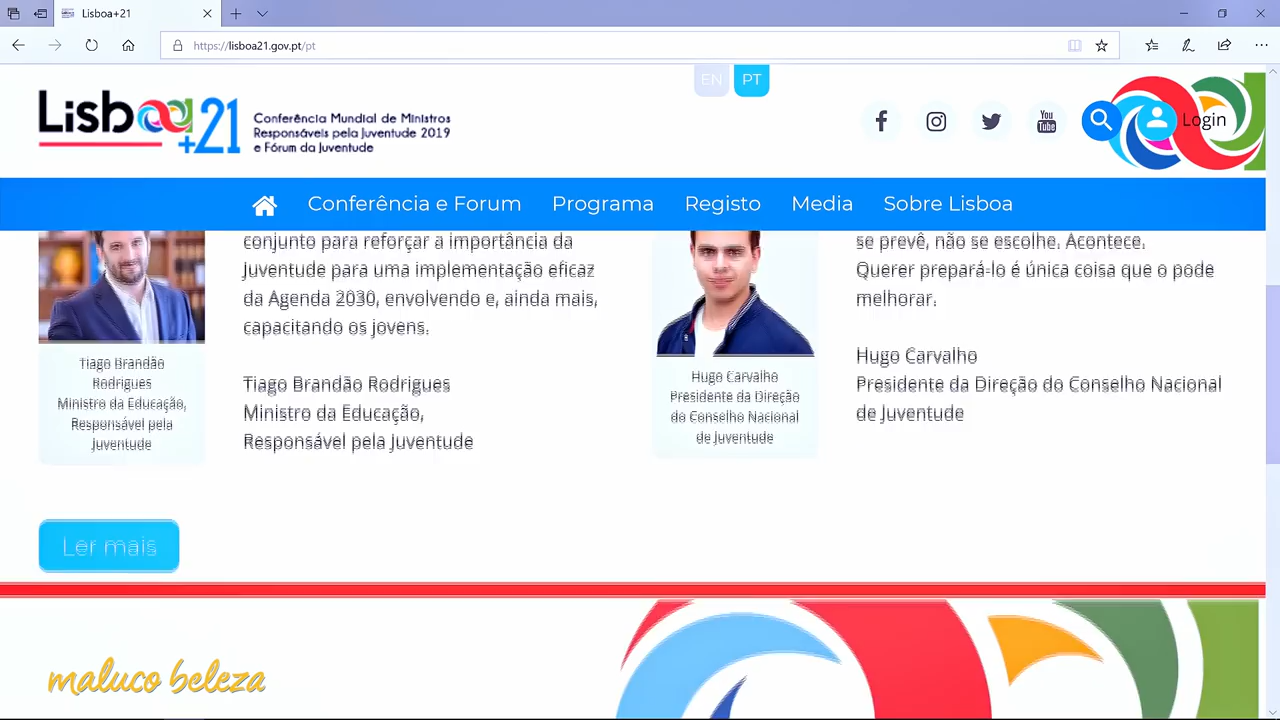 Lisboa+21
https://lisboa21.gov.pt/pt
EN PT
Lisboa+21
Conferência Mundial de Ministros
Responsáveis pela Juventude 2019
e Fórum da Juventude
You
Tube
Login
Conferência e Forum Programa Registo Media Sobre Lisboa
conjunto para reforçar a importância da
Juventude para uma implementação eficaz
da Agenda 2030, envolvendo e, ainda mais,
capacitando os jovens.
Tiago Brandão Rodrigues
Ministro da Educação,
Responsável pela Juventude
Tiago Brandão
Rodrigues
Ministro da Educação,
Responsável pela
Juventude
se prevê, não se escolhe. Acontece.
Querer prepará-lo é única coisa que o pode
melhorar.
Hugo Carvalho
Presidente da Direção do Conselho Nacional
de Juventude
Hugo Carvalho
Presidente da Direção
do Conselho Nacional
de Juventude
Ler mais
maluco beleza